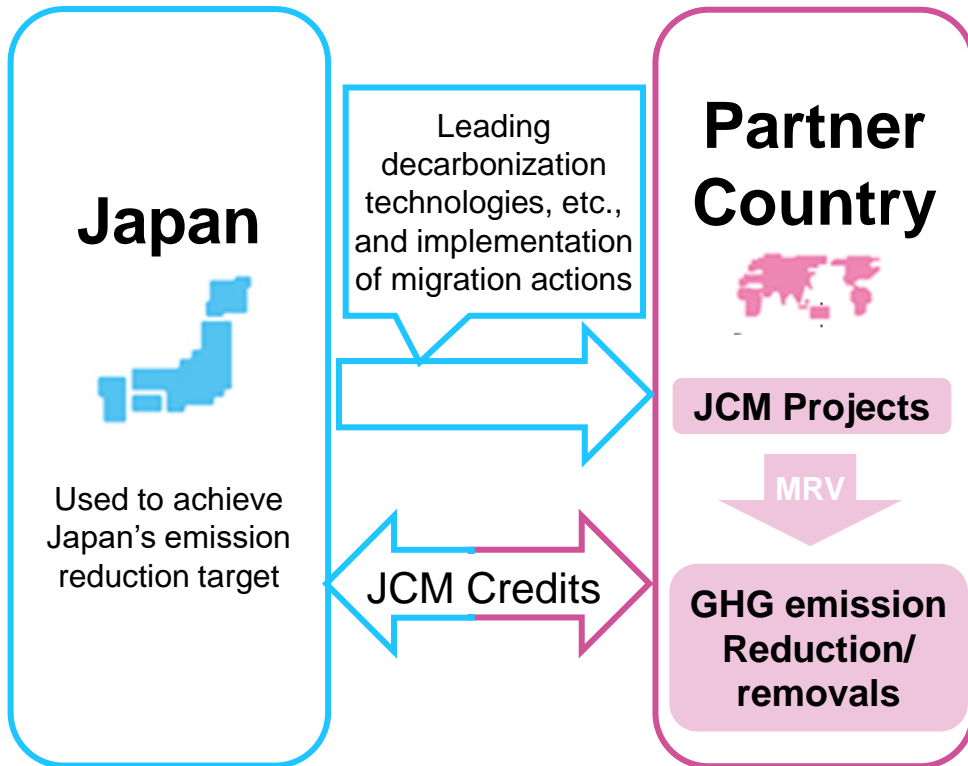 Japan
Used to achieve
Japan’s emission
reduction target
Leading
decarbonization
technologies, etc.,
and implementation
of migration actions
JCM Credits
Partner
Country
JCM Projects
MRV
GHG emission
Reduction/
removals